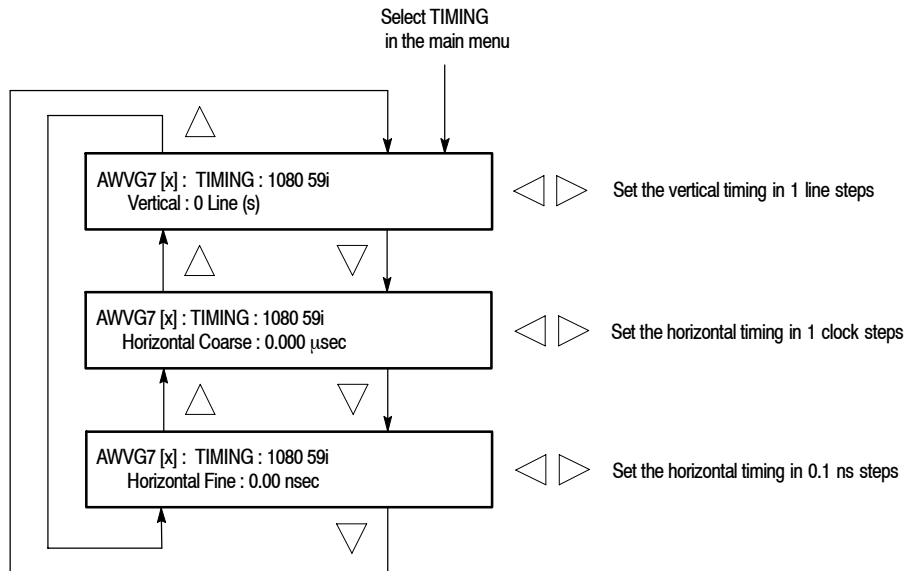 Select TIMING
in the main menu
AWVG7 [x] : TIMING : 1080 59i
Vertical : 0 Line (s)
Set the vertical timing in 1 line steps
AWVG7 [x] : TIMING : 1080 59i
Horizontal Coarse : 0.000 μsec
Set the horizontal timing in 1 clock steps
AWVG7 [x] : TIMING : 1080 59i
Horizontal Fine : 0.00 nsec
Set the horizontal timing in 0.1 ns steps